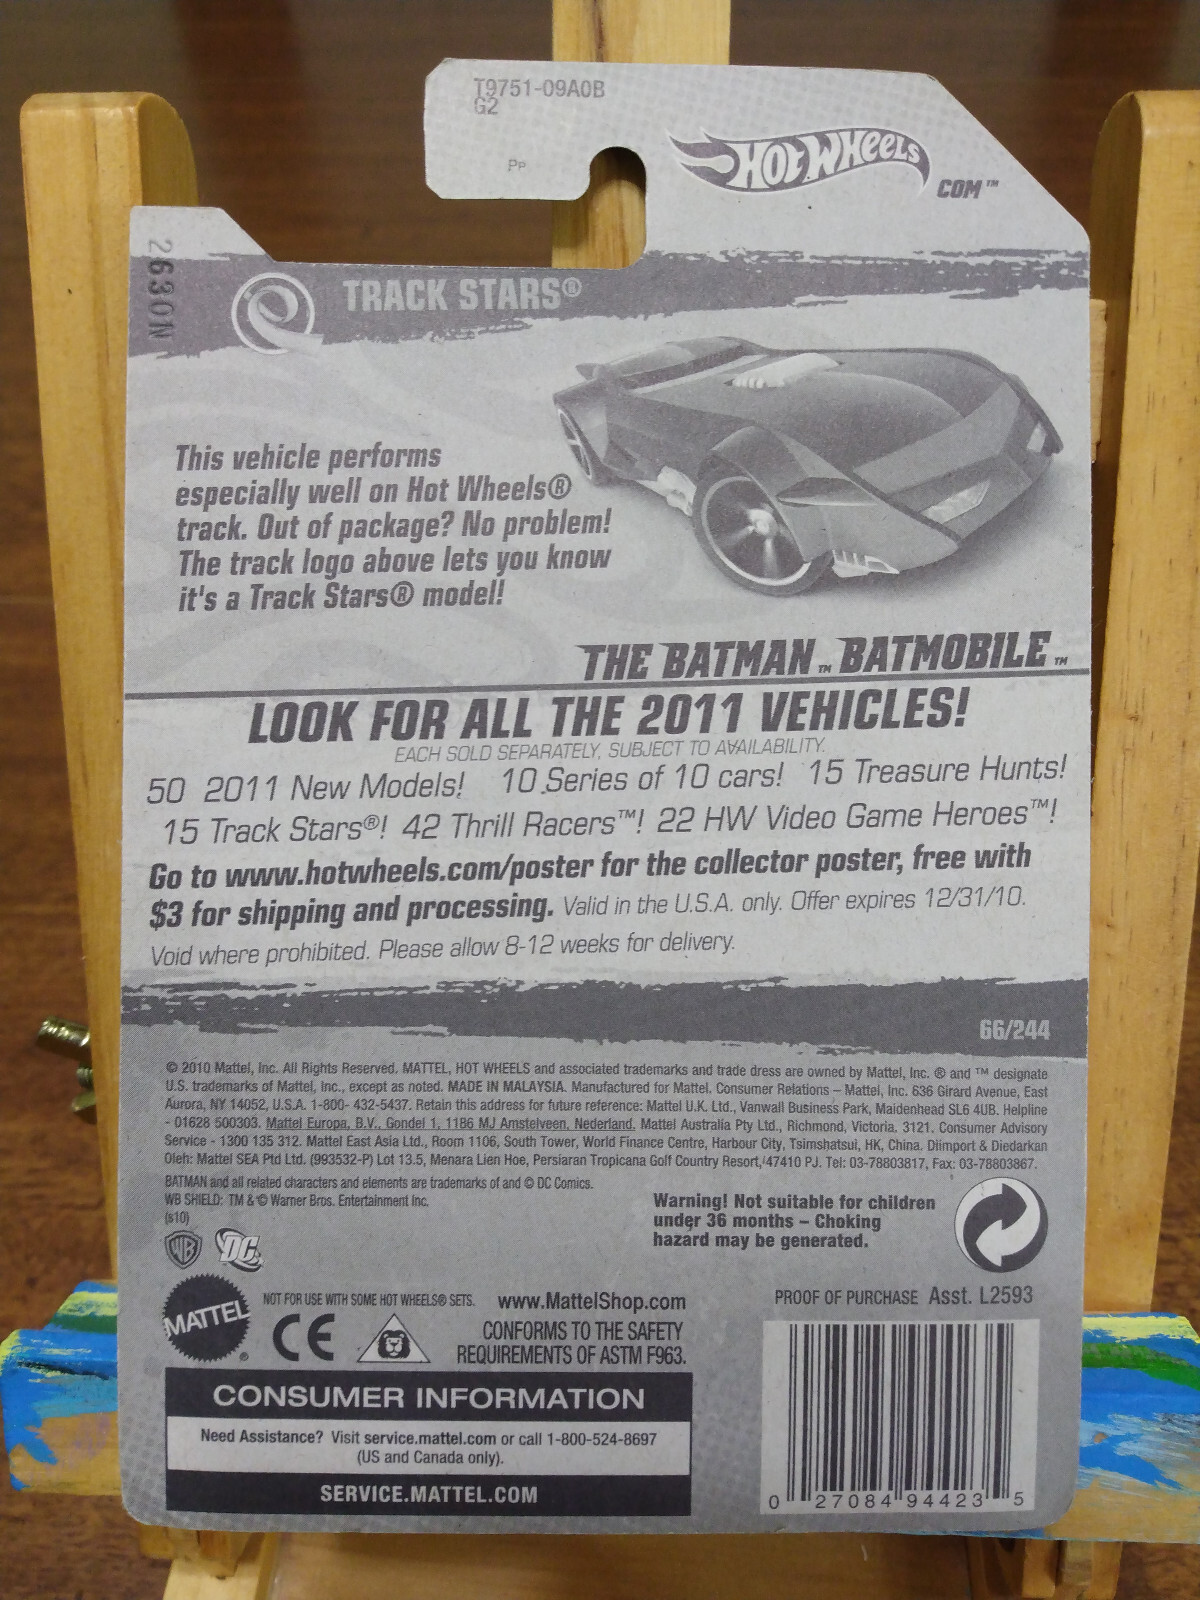 T9751-09A0B
G2
PP
HOT WHEELS
COM™
2630N
TRACK STARS®
This vehicle performs
especially well on Hot Wheels®
track. Out of package? No problem!
The track logo above lets you know
it's a Track Stars® model!
THE BATMAN™ BATMOBILE™
LOOK FOR ALL THE 2011 VEHICLES!
EACH SOLD SEPARATELY, SUBJECT TO AVAILABILITY.
50 2011 New Models! 10 Series of 10 cars! 15 Treasure Hunts!
15 Track Stars®! 42 Thrill Racers™! 22 HW Video Game Heroes™!
Go to www.hotwheels.com/poster for the collector poster, free with
$3 for shipping and processing. Valid in the U.S.A. only. Offer expires 12/31/10.
Void where prohibited. Please allow 8-12 weeks for delivery.
66/244
© 2010 Mattel, Inc. All Rights Reserved. MATTEL, HOT WHEELS and associated trademarks and trade dress are owned by Mattel, Inc. ® and ™ designate
U.S. trademarks of Mattel, Inc., except as noted. MADE IN MALAYSIA. Manufactured for Mattel. Consumer Relations – Mattel, Inc. 636 Girard Avenue, East
Aurora, NY 14052, U.S.A. 1-800- 432-5437. Retain this address for future reference: Mattel U.K. Ltd., Vanwall Business Park, Maidenhead SL6 4UB. Helpline
- 01628 500303. Mattel Europa, B.V., Gondel 1, 1186 MJ Amstelveen, Nederland. Mattel Australia Pty Ltd., Richmond, Victoria. 3121. Consumer Advisory
Service - 1300 135 312. Mattel East Asia Ltd., Room 1106, South Tower, World Finance Centre, Harbour City, Tsimshatsui, HK, China. Diimport & Diedarkan
Oleh: Mattel SEA Ptd Ltd. (993532-P) Lot 13.5, Menara Lien Hoe, Persiaran Tropicana Golf Country Resort, 47410 PJ. Tel: 03-78803817, Fax: 03-78803867.
BATMAN and all related characters and elements are trademarks of and © DC Comics.
WB SHIELD: TM & © Warner Bros. Entertainment Inc.
(s10)
WB DC
Warning! Not suitable for children
under 36 months – Choking
hazard may be generated.
MATTEL®
NOT FOR USE WITH SOME HOT WHEELS® SETS. www.MattelShop.com
CE
CONFORMS TO THE SAFETY
REQUIREMENTS OF ASTM F963.
PROOF OF PURCHASE Asst. L2593
CONSUMER INFORMATION
Need Assistance? Visit service.mattel.com or call 1-800-524-8697
(US and Canada only).
SERVICE.MATTEL.COM
0 27084 94423 5